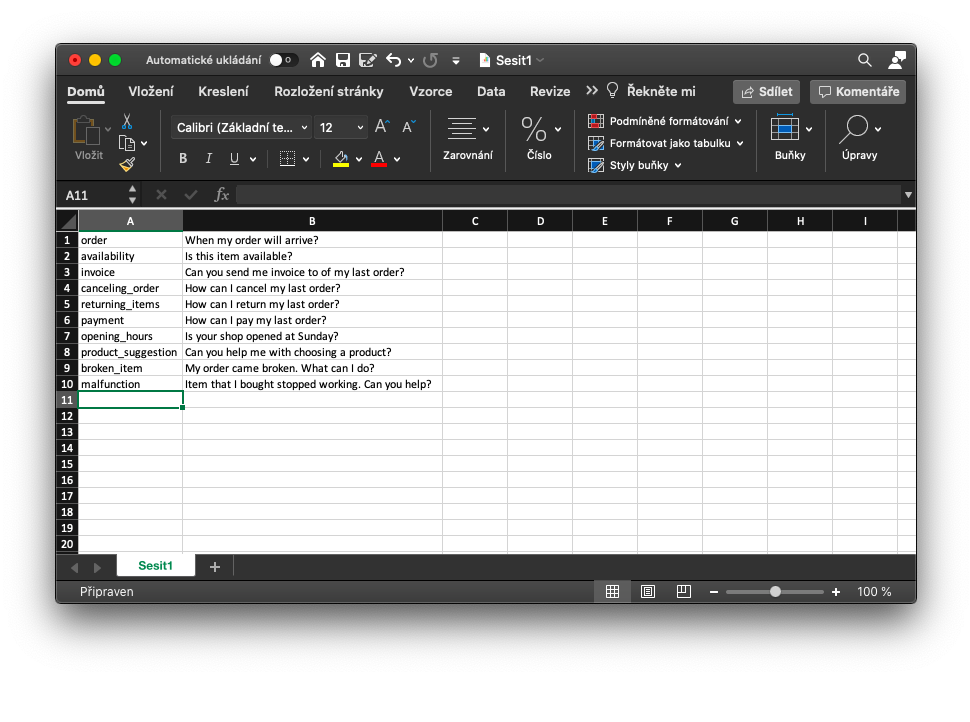 Automatické ukládání
Sesit1
Domů Vložení Kreslení Rozložení stránky Vzorce Data Revize Řekněte mi Sdílet Komentáře
Vložit
Calibri (Základní te... 12 A A
B I U A
Zarovnání
%
Číslo
Podmíněné formátování
Formátovat jako tabulku
Styly buňky
Buňky
Úpravy
A11 fx
A B C D E F G H I
1 order When my order will arrive?
2 availability Is this item available?
3 invoice Can you send me invoice to of my last order?
4 canceling_order How can I cancel my last order?
5 returning_items How can I return my last order?
6 payment How can I pay my last order?
7 opening_hours Is your shop opened at Sunday?
8 product_suggestion Can you help me with choosing a product?
9 broken_item My order came broken. What can I do?
10 malfunction Item that I bought stopped working. Can you help?
11
12
13
14
15
16
17
18
19
20
Sesit1 +
Připraven 100 %